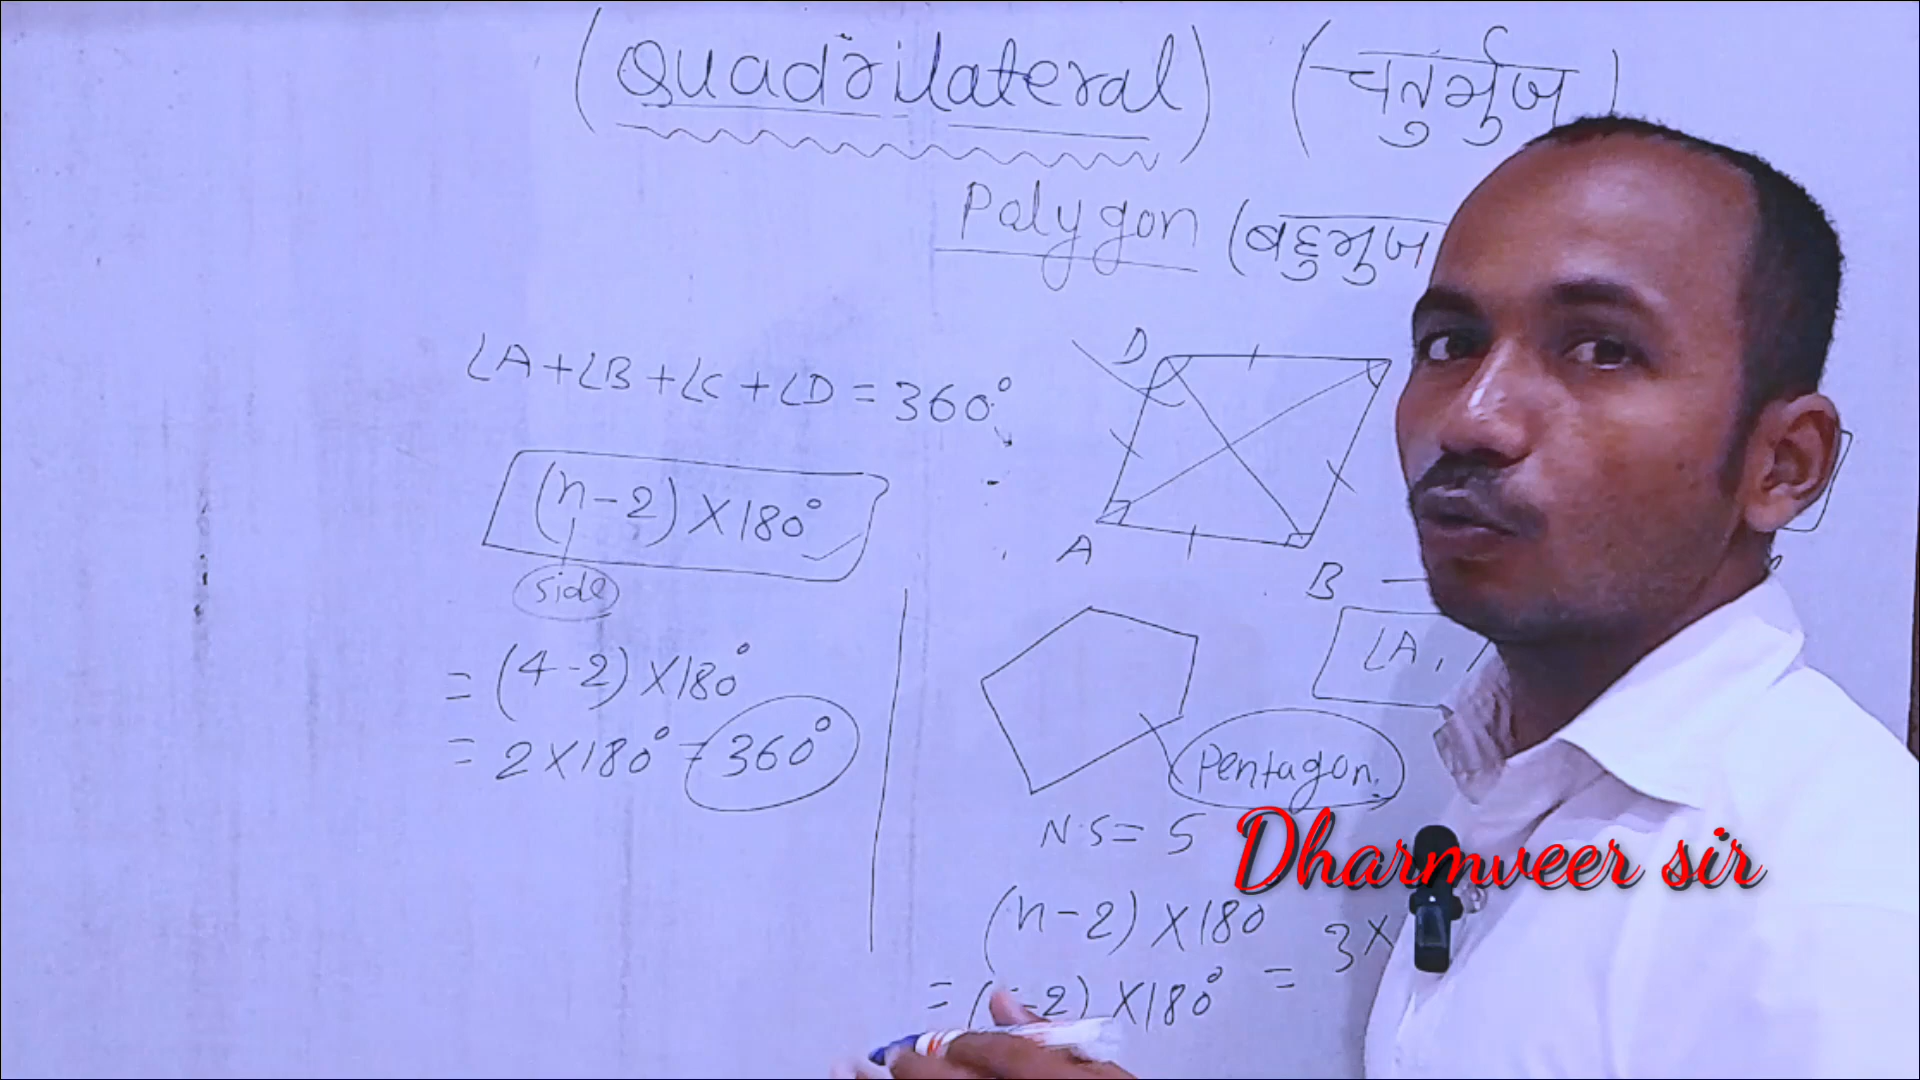 (Quadrilateral) (चतुर्भुज)
Polygon (बहुभुज
∠A+∠B+∠C+∠D=360°
(n-2)×180°
side
=(4-2)×180°
=2×180°=360°
D
A
B
∠A,
Pentagon.
N.S=5
(n-2)×180
= 3×
=( -2)×180°
Dharmveer sir